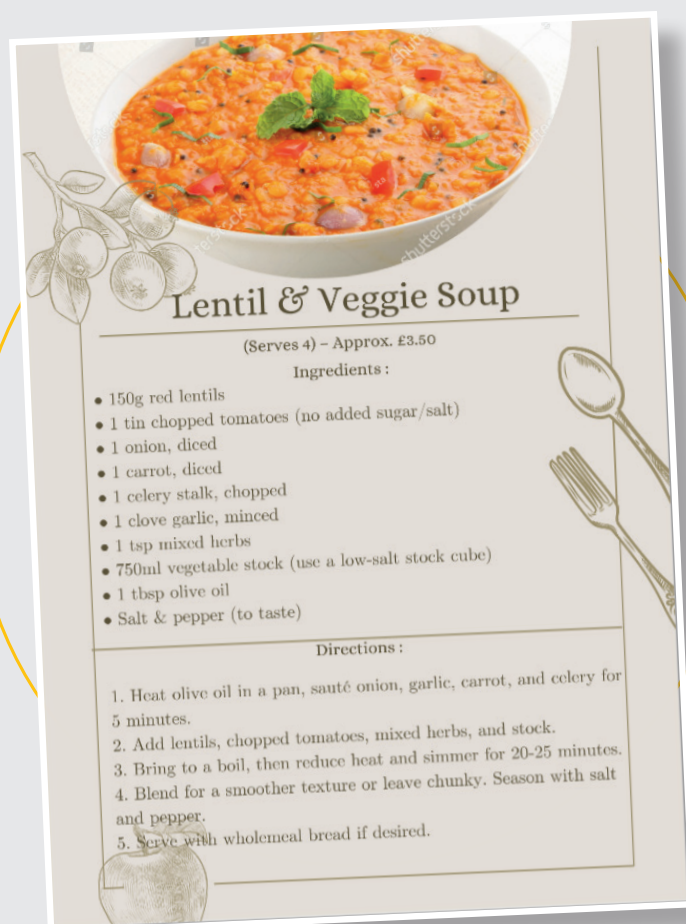 Lentil & Veggie Soup
(Serves 4) – Approx. £3.50
Ingredients :
• 150g red lentils
• 1 tin chopped tomatoes (no added sugar/salt)
• 1 onion, diced
• 1 carrot, diced
• 1 celery stalk, chopped
• 1 clove garlic, minced
• 1 tsp mixed herbs
• 750ml vegetable stock (use a low-salt stock cube)
• 1 tbsp olive oil
• Salt & pepper (to taste)
Directions :
1. Heat olive oil in a pan, sauté onion, garlic, carrot, and celery for
5 minutes.
2. Add lentils, chopped tomatoes, mixed herbs, and stock.
3. Bring to a boil, then reduce heat and simmer for 20-25 minutes.
4. Blend for a smoother texture or leave chunky. Season with salt
and pepper.
5. Serve with wholemeal bread if desired.